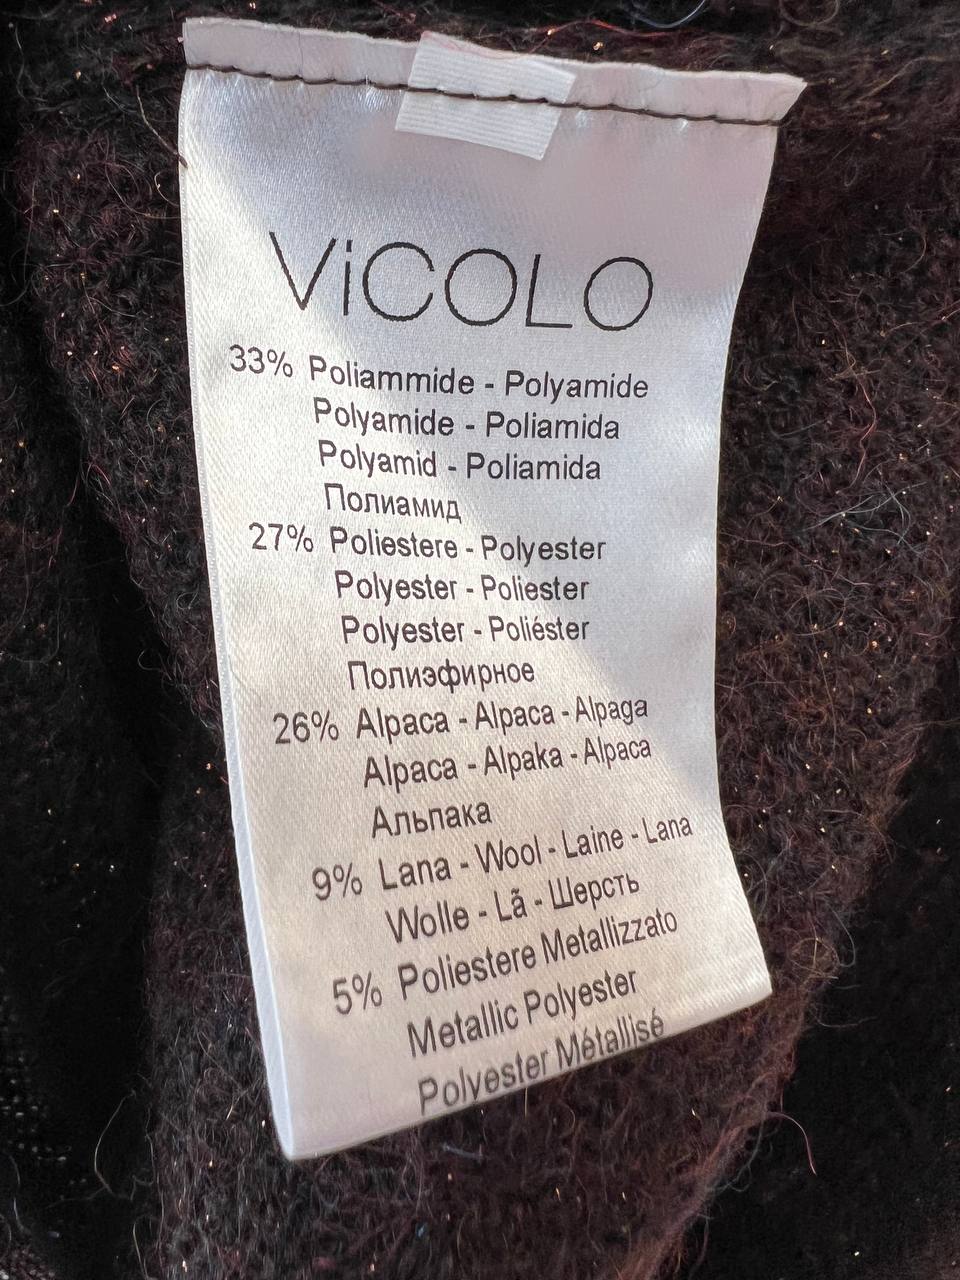 ViCOLO
33% Poliammide - Polyamide
Polyamide - Poliamida
Polyamid - Poliamida
Полиамид
27% Poliestere - Polyester
Polyester - Poliester
Polyester - Poliéster
Полиэфирное
26% Alpaca - Alpaca - Alpaga
Alpaca - Alpaka - Alpaca
Альпака
9% Lana - Wool - Laine - Lana
Wolle - Lã - Шерсть
5% Poliestere Metallizzato
Metallic Polyester
Polyester Métallisé